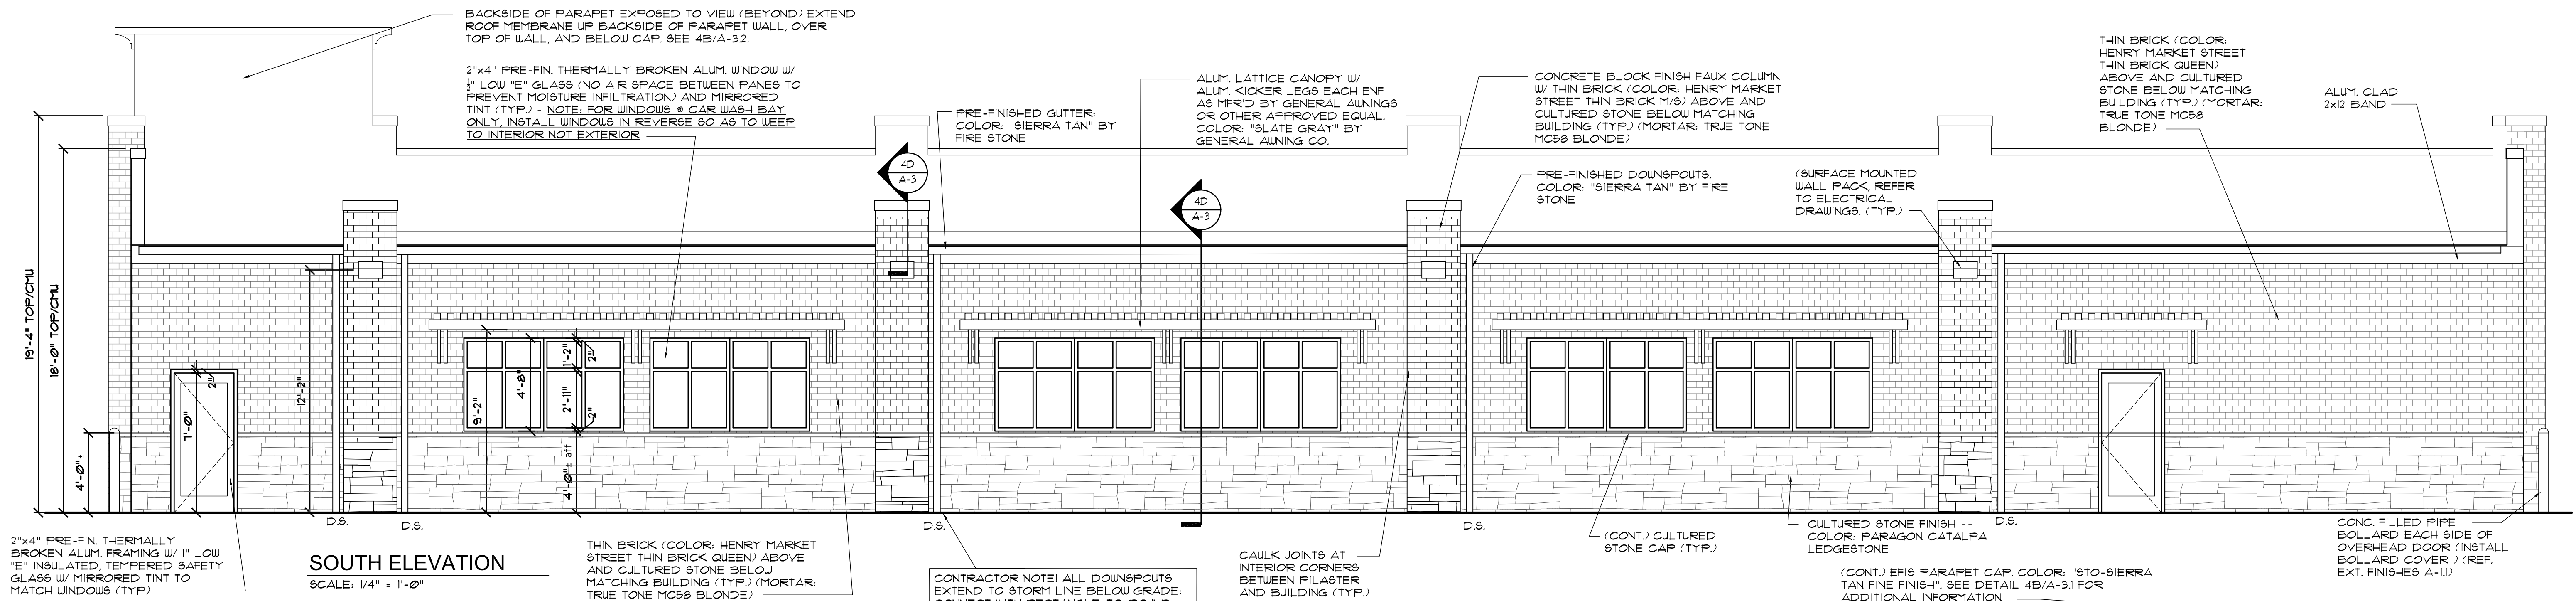 BACKSIDE OF PARAPET EXPOSED TO VIEW (BEYOND) EXTEND
ROOF MEMBRANE UP BACKSIDE OF PARAPET WALL, OVER
TOP OF WALL, AND BELOW CAP. SEE 4B/A-3.2.
2"x4" PRE-FIN. THERMALLY BROKEN ALUM. WINDOW W/
½" LOW "E" GLASS (NO AIR SPACE BETWEEN PANES TO
PREVENT MOISTURE INFILTRATION) AND MIRRORED
TINT (TYP.) - NOTE: FOR WINDOWS @ CAR WASH BAY
ONLY, INSTALL WINDOWS IN REVERSE SO AS TO WEEP
TO INTERIOR NOT EXTERIOR
PRE-FINISHED GUTTER:
COLOR: "SIERRA TAN" BY
FIRE STONE
ALUM. LATTICE CANOPY W/
ALUM. KICKER LEGS EACH ENF
AS MFR'D BY GENERAL AWNINGS
OR OTHER APPROVED EQUAL.
COLOR: "SLATE GRAY" BY
GENERAL AWNING CO.
CONCRETE BLOCK FINISH FAUX COLUMN
W/ THIN BRICK (COLOR: HENRY MARKET
STREET THIN BRICK M/S) ABOVE AND
CULTURED STONE BELOW MATCHING
BUILDING (TYP.) (MORTAR: TRUE TONE
MC58 BLONDE)
PRE-FINISHED DOWNSPOUTS.
COLOR: "SIERRA TAN" BY FIRE
STONE
(SURFACE MOUNTED
WALL PACK, REFER
TO ELECTRICAL
DRAWINGS. (TYP.)
THIN BRICK (COLOR:
HENRY MARKET STREET
THIN BRICK QUEEN)
ABOVE AND CULTURED
STONE BELOW MATCHING
BUILDING (TYP.) (MORTAR:
TRUE TONE MC58
BLONDE)
ALUM. CLAD
2x12 BAND
4D
A-3
4D
A-3
19'-4" TOP/CMU
18'-0" TOP/CMU
4'-0"±
7'-0"
2"
12'-2"
9'-2"
4'-8"
1'-2"
2"
2'-11"
2"
4'-0"± aff
D.S.
D.S.
D.S.
D.S.
D.S.
2"x4" PRE-FIN. THERMALLY
BROKEN ALUM. FRAMING W/ 1" LOW
"E" INSULATED, TEMPERED SAFETY
GLASS W/ MIRRORED TINT TO
MATCH WINDOWS (TYP)
SOUTH ELEVATION
SCALE: 1/4" = 1'-0"
THIN BRICK (COLOR: HENRY MARKET
STREET THIN BRICK QUEEN) ABOVE
AND CULTURED STONE BELOW
MATCHING BUILDING (TYP.) (MORTAR:
TRUE TONE MC58 BLONDE)
CONTRACTOR NOTE! ALL DOWNSPOUTS
EXTEND TO STORM LINE BELOW GRADE:
CAULK JOINTS AT
INTERIOR CORNERS
BETWEEN PILASTER
AND BUILDING (TYP.)
(CONT.) CULTURED
STONE CAP (TYP.)
CULTURED STONE FINISH --
COLOR: PARAGON CATALPA
LEDGESTONE
(CONT.) EFIS PARAPET CAP. COLOR: "STO-SIERRA
TAN FINE FINISH". SEE DETAIL 4B/A-3.1 FOR
ADDITIONAL INFORMATION
CONC. FILLED PIPE
BOLLARD EACH SIDE OF
OVERHEAD DOOR (INSTALL
BOLLARD COVER ) (REF.
EXT. FINISHES A-1.1)